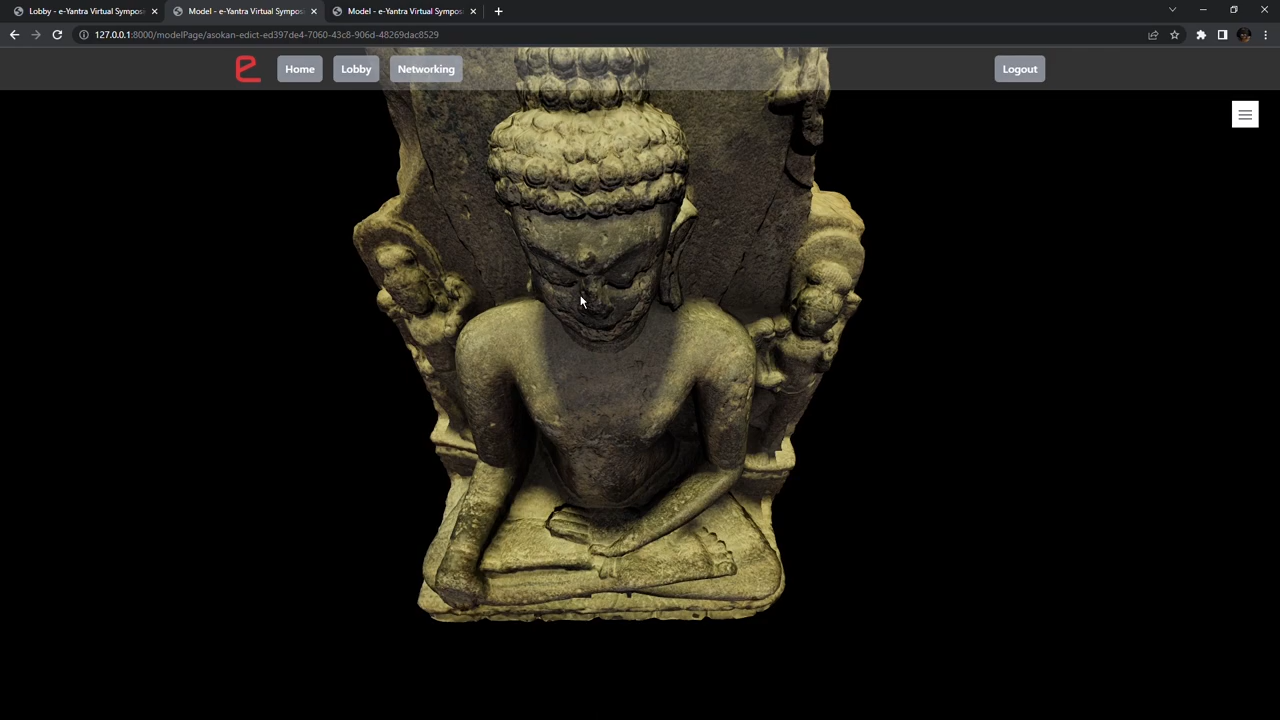 Lobby - e-Yantra Virtual Sympos
Model - e-Yantra Virtual Sympos
Model - e-Yantra Virtual Sympos
127.0.0.1:8000/modelPage/asokan-edict-ed397de4-7060-43c8-906d-48269dac8529
Home Lobby Networking Logout